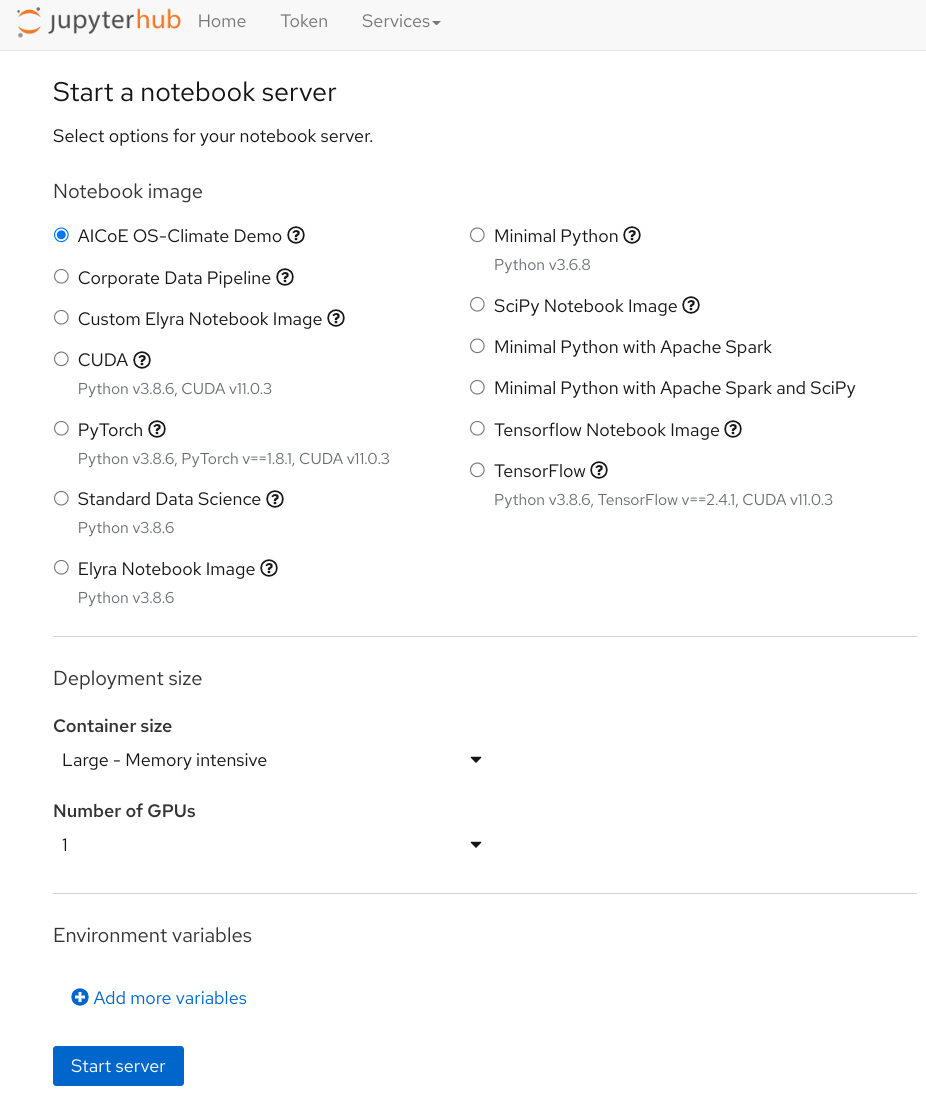 jupyterhub Home Token Services
Start a notebook server
Select options for your notebook server.
Notebook image
AICoE OS-Climate Demo
Corporate Data Pipeline
Custom Elyra Notebook Image
CUDA
Python v3.8.6, CUDA v11.0.3
PyTorch
Python v3.8.6, PyTorch v==1.8.1, CUDA v11.0.3
Standard Data Science
Python v3.8.6
Elyra Notebook Image
Python v3.8.6
Minimal Python
Python v3.6.8
SciPy Notebook Image
Minimal Python with Apache Spark
Minimal Python with Apache Spark and SciPy
Tensorflow Notebook Image
TensorFlow
Python v3.8.6, TensorFlow v==2.4.1, CUDA v11.0.3
Deployment size
Container size
Large - Memory intensive
Number of GPUs
1
Environment variables
Add more variables
Start server